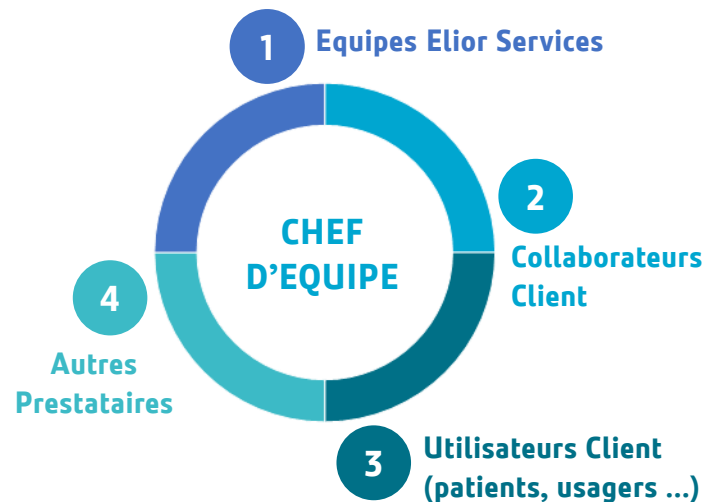 1
Equipes Elior Services
CHEF
D'EQUIPE
2
Collaborateurs
Client
4
Autres
Prestataires
3
Utilisateurs Client
(patients, usagers ...)